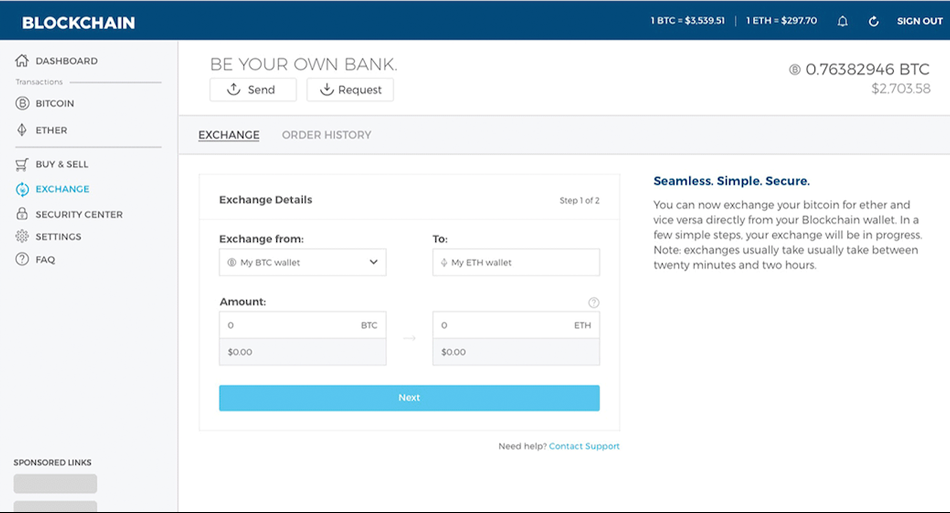 BLOCKCHAIN
1 BTC = $3,539.51 | 1 ETH = $297.70
SIGN OUT
DASHBOARD
Transactions
BITCOIN
ETHER
BUY & SELL
EXCHANGE
SECURITY CENTER
SETTINGS
FAQ
SPONSORED LINKS
BE YOUR OWN BANK.
Send
Request
0.76382946 BTC
$2,703.58
EXCHANGE
ORDER HISTORY
Exchange Details
Step 1 of 2
Exchange from:
To:
My BTC wallet
My ETH wallet
Amount:
0 BTC
0 ETH
$0.00
$0.00
Next
Need help? Contact Support
Seamless. Simple. Secure.
You can now exchange your bitcoin for ether and
vice versa directly from your Blockchain wallet. In a
few simple steps, your exchange will be in progress.
Note: exchanges usually take usually take between
twenty minutes and two hours.